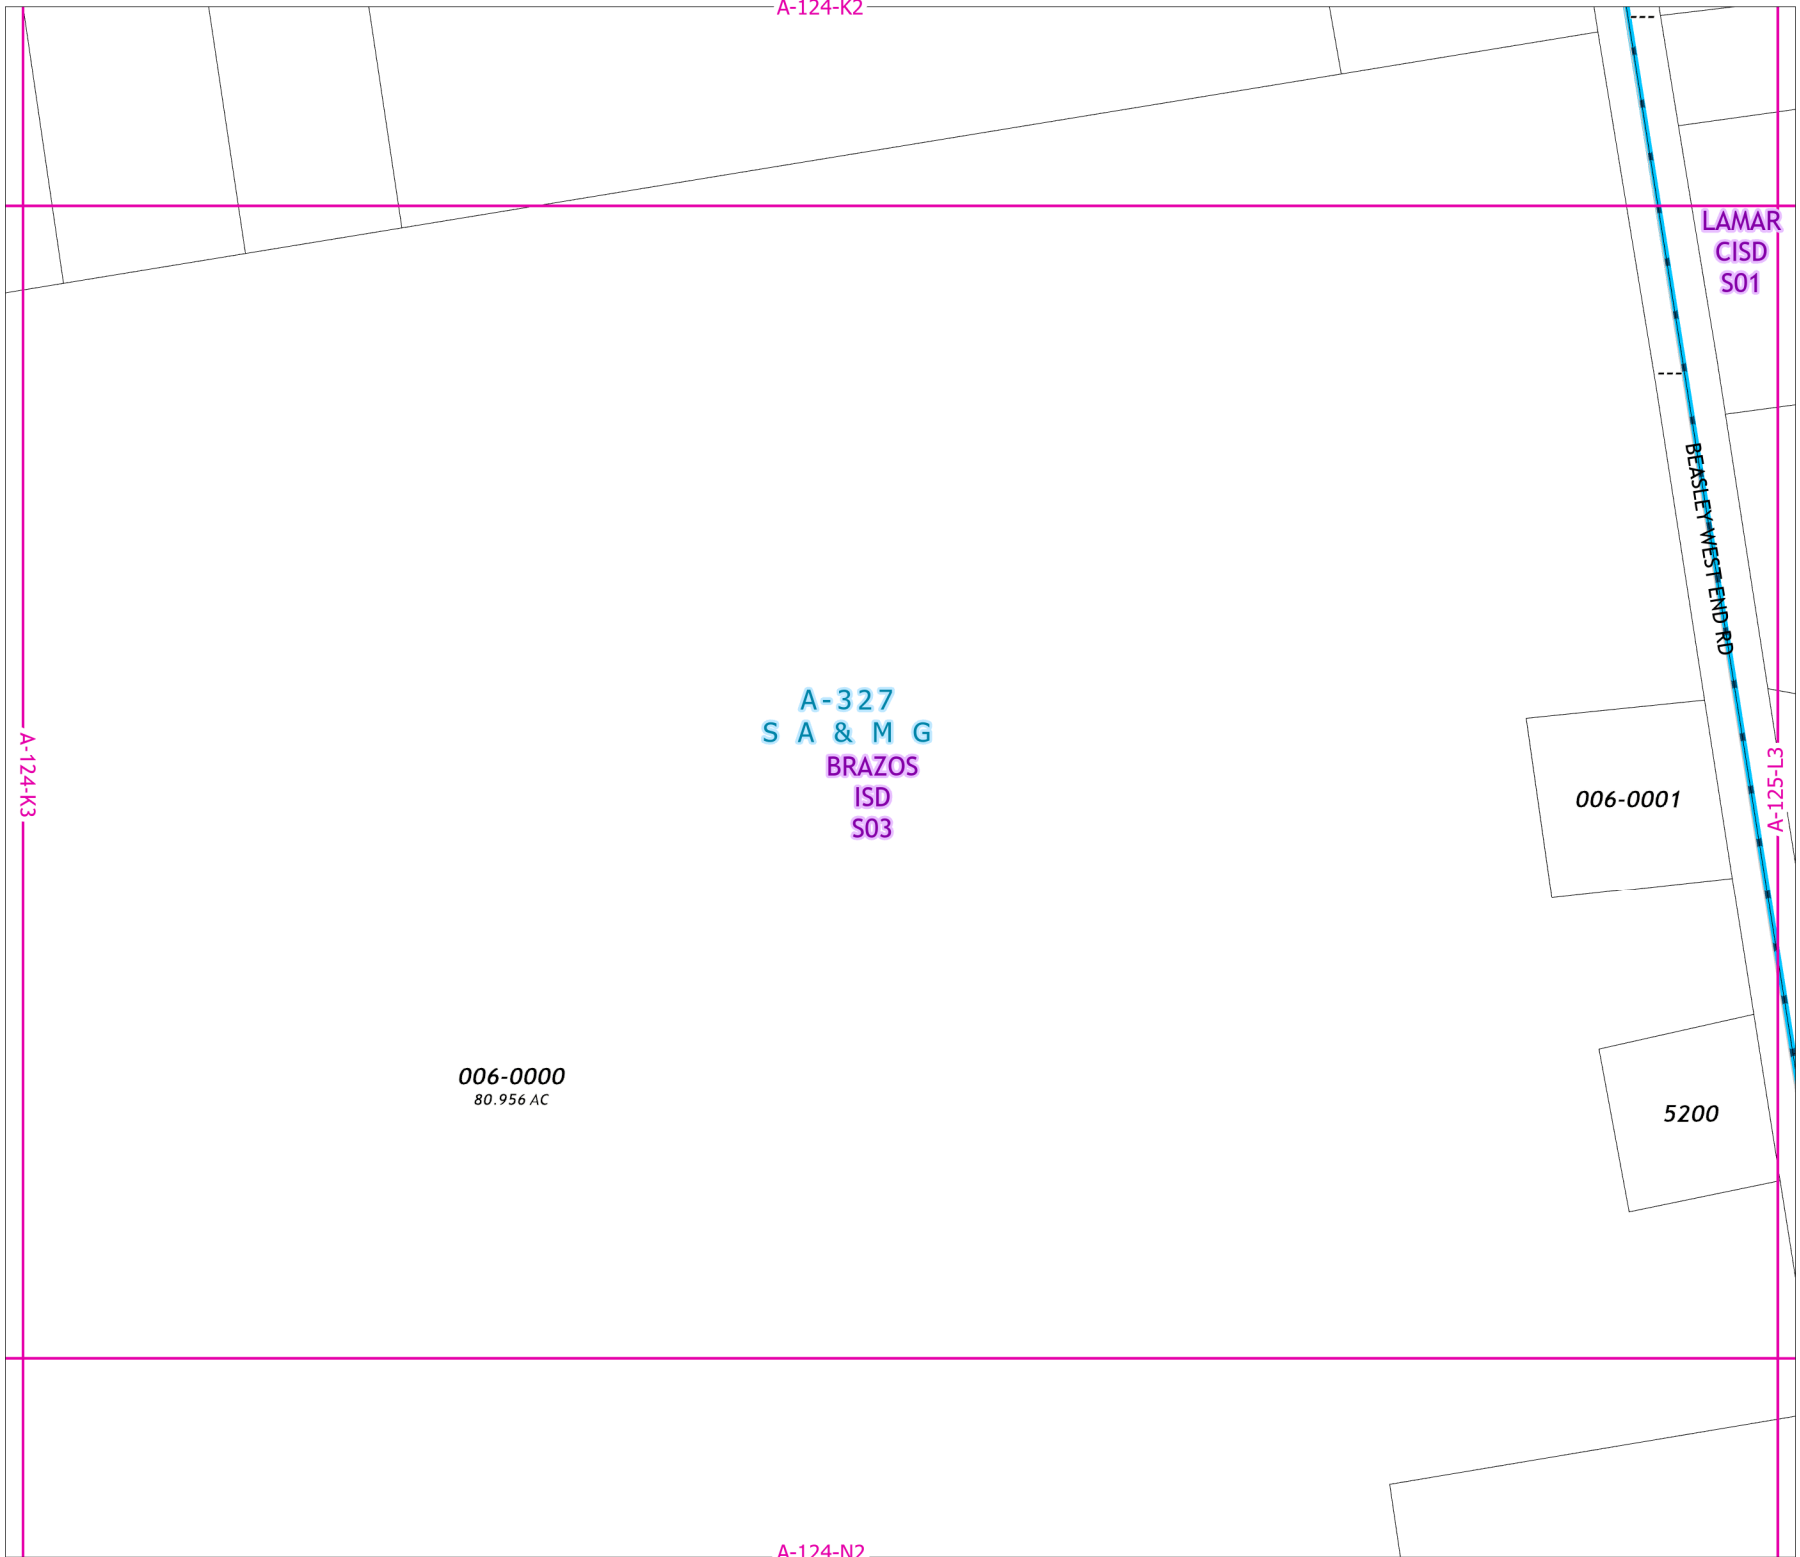 A-124-K2
LAMAR
CISD
S01
BEASLEY WEST END RD
A-327
S A & M G
BRAZOS
ISD
S03
A-124-K3
A-125-L3
006-0001
006-0000
80.956 AC
5200
A-124-N2